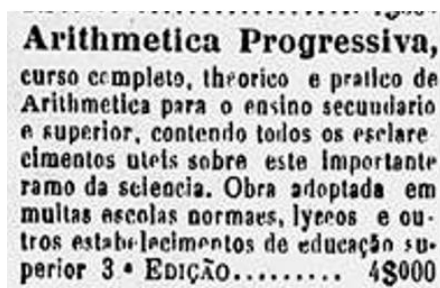 Arithmetica Progressiva,
curso completo, theorico e pratico de
Arithmetica para o ensino secundario
e superior, contendo todos os esclare-
cimentos uteis sobre este importante
ramo da sciencia. Obra adoptada em
multas escolas normaes, lyceos e ou-
tros estabelecimentos de educação su-
perior 3ª EDIÇÃO......... 4$000